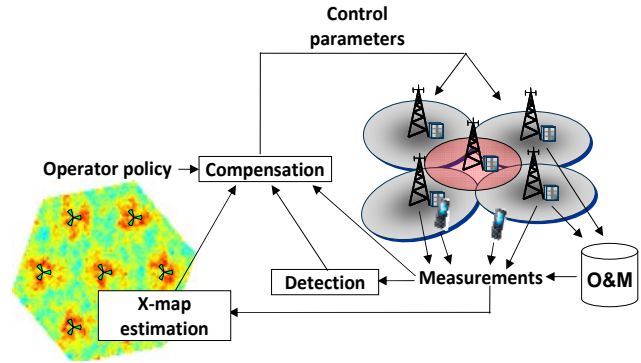 Control
parameters
Operator policy
Compensation
Detection
Measurements
O&M
X-map
estimation